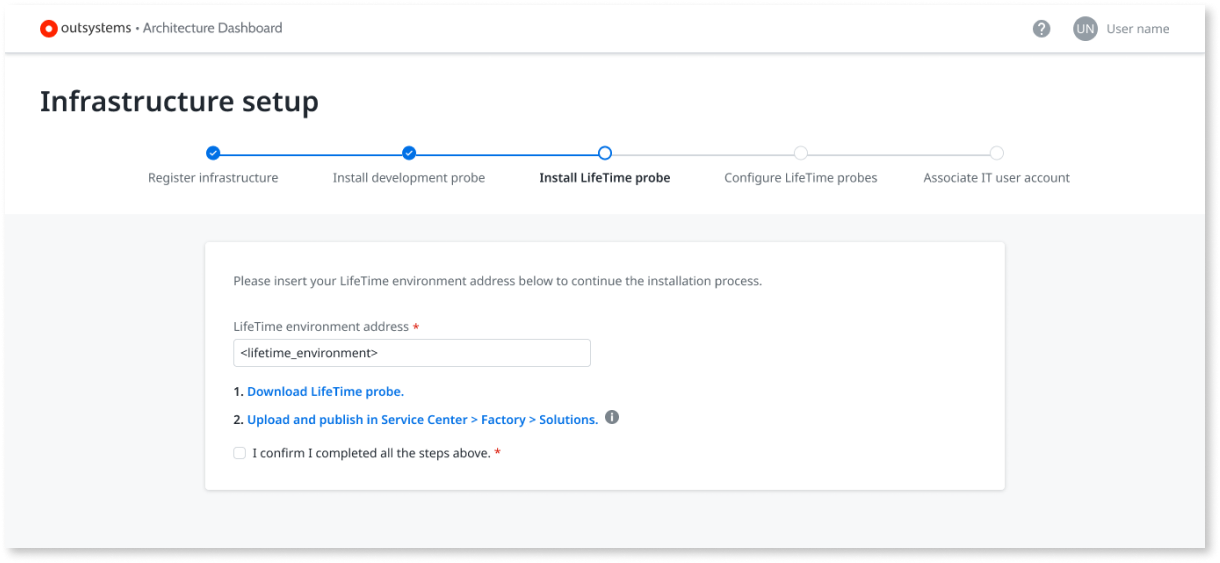 outsystems • Architecture Dashboard
? UN User name
Infrastructure setup
Register infrastructure
Install development probe
Install LifeTime probe
Configure LifeTime probes
Associate IT user account
Please insert your LifeTime environment address below to continue the installation process.
LifeTime environment address *
<lifetime_environment>
1. Download LifeTime probe.
2. Upload and publish in Service Center > Factory > Solutions. i
I confirm I completed all the steps above. *